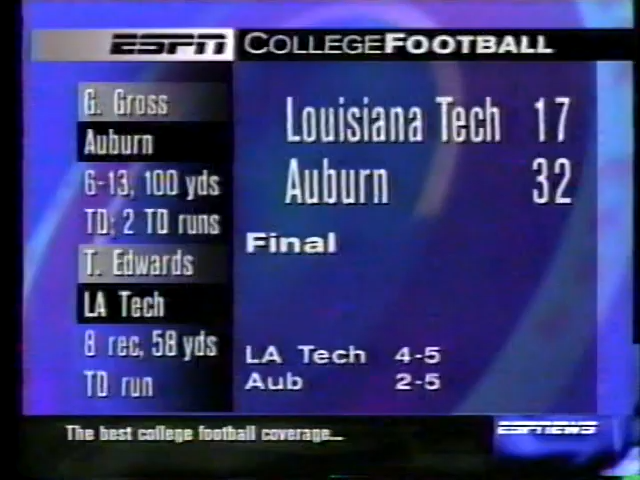 ESPN COLLEGEFOOTBALL
G. Gross
Auburn
6-13, 100 yds
TD; 2 TD runs
T. Edwards
LA Tech
8 rec, 58 yds
TD run
Louisiana Tech 17
Auburn 32
Final
LA Tech 4-5
Aub 2-5
The best college football coverage...
ESPNEWS